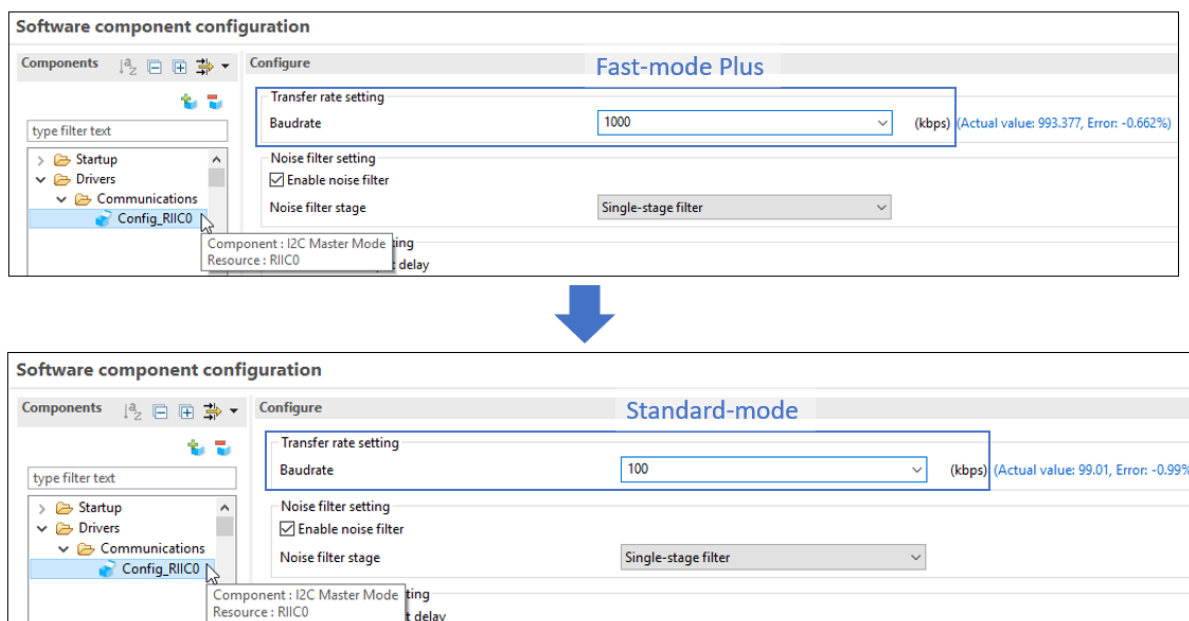 Software component configuration
Components
Configure
Fast-mode Plus
Transfer rate setting
Baudrate
1000
(kbps) (Actual value: 993.377, Error: -0.662%)
type filter text
Noise filter setting
Startup
Enable noise filter
Drivers
Communications
Noise filter stage
Single-stage filter
Config_RIIC0
Component : I2C Master Mode
Resource : RIIC0
delay
Software component configuration
Components
Configure
Standard-mode
Transfer rate setting
Baudrate
100
(kbps) (Actual value: 99.01, Error: -0.99%
type filter text
Noise filter setting
Startup
Enable noise filter
Drivers
Communications
Noise filter stage
Single-stage filter
Config_RIIC0
Component : I2C Master Mode
Resource : RIIC0
delay